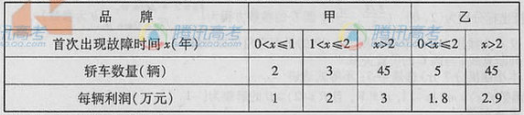 品 牌 甲 乙
首次出现故障时间x(年) 0<x≤1 1<x≤2 x>2 0<x≤2 x>2
轿车数量(辆) 2 3 45 5 45
每辆利润(万元) 1 2 3 1.8 2.9
腾讯高考
腾讯高考